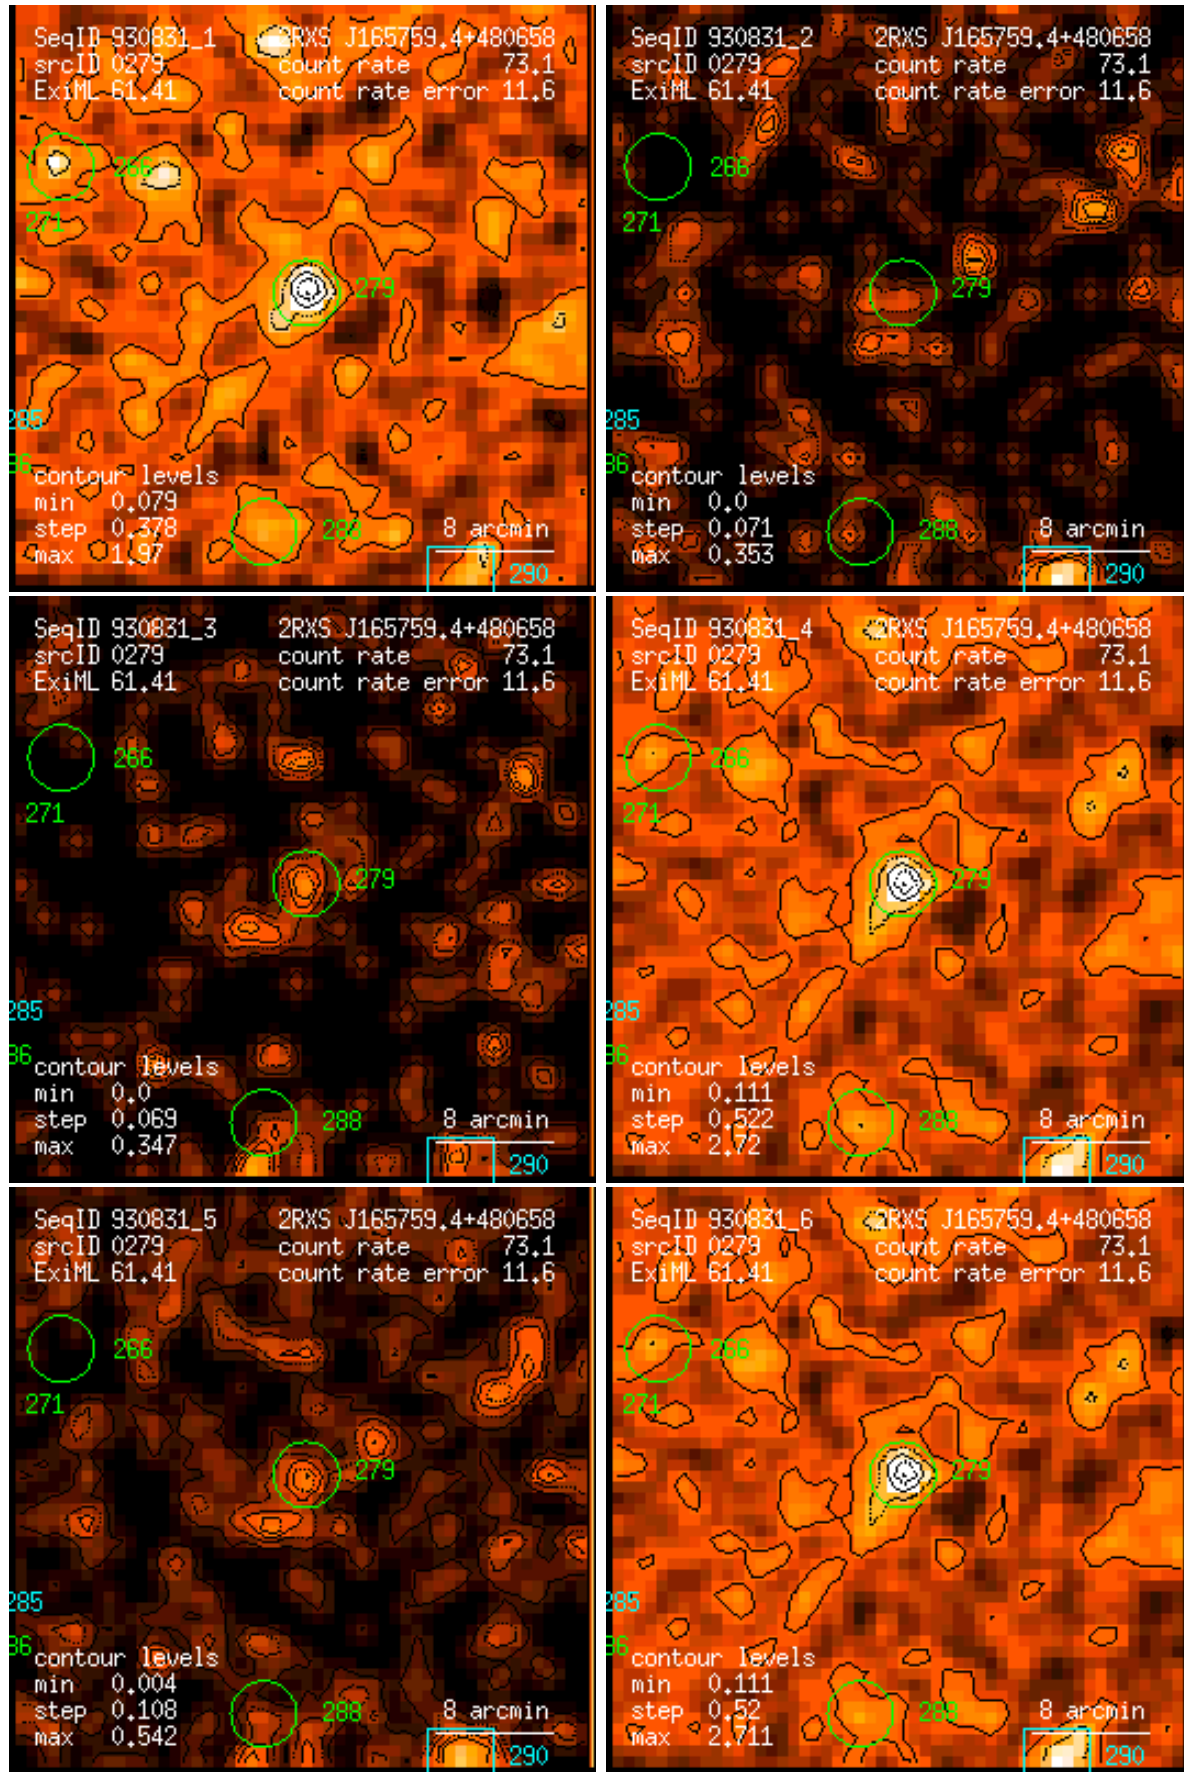 SeqID 930831_1 2RXS J165759.4+480658
srcID 0279 count rate 73.1
ExiML 61.41 count rate error 11.6
266
271
279
285
86
contour levels
min 0.079
step 0.378
max 1.97
288
8 arcmin
290
SeqID 930831_2 2RXS J165759.4+480658
srcID 0279 count rate 73.1
ExiML 61.41 count rate error 11.6
266
271
279
285
86
contour levels
min 0.0
step 0.071
max 0.353
288
8 arcmin
290
SeqID 930831_3 2RXS J165759.4+480658
srcID 0279 count rate 73.1
ExiML 61.41 count rate error 11.6
266
271
279
285
86
contour levels
min 0.0
step 0.069
max 0.347
288
8 arcmin
290
SeqID 930831_4 2RXS J165759.4+480658
srcID 0279 count rate 73.1
ExiML 61.41 count rate error 11.6
266
271
279
285
86
contour levels
min 0.111
step 0.522
max 2.72
288
8 arcmin
290
SeqID 930831_5 2RXS J165759.4+480658
srcID 0279 count rate 73.1
ExiML 61.41 count rate error 11.6
266
271
279
285
86
contour levels
min 0.004
step 0.108
max 0.542
288
8 arcmin
290
SeqID 930831_6 2RXS J165759.4+480658
srcID 0279 count rate 73.1
ExiML 61.41 count rate error 11.6
266
271
279
285
86
contour levels
min 0.111
step 0.52
max 2.711
288
8 arcmin
290